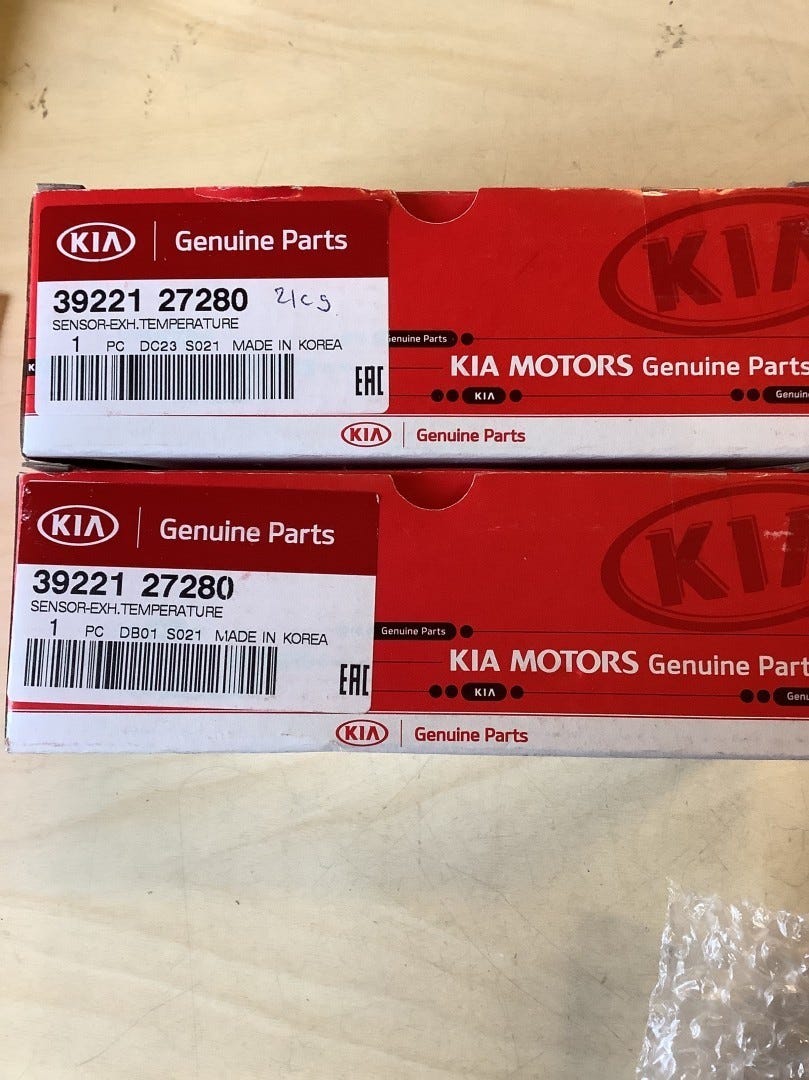 KIA Genuine Parts
39221 27280
SENSOR-EXH.TEMPERATURE
1 PC DC23 S021 MADE IN KOREA
EAC
Genuine Parts
KIA
KIA MOTORS Genuine Parts
KIA
KIA Genuine Parts
KIA Genuine Parts
39221 27280
SENSOR-EXH.TEMPERATURE
1 PC DB01 S021 MADE IN KOREA
EAC
Genuine Parts
KIA
KIA MOTORS Genuine Part
KIA
KIA Genuine Parts